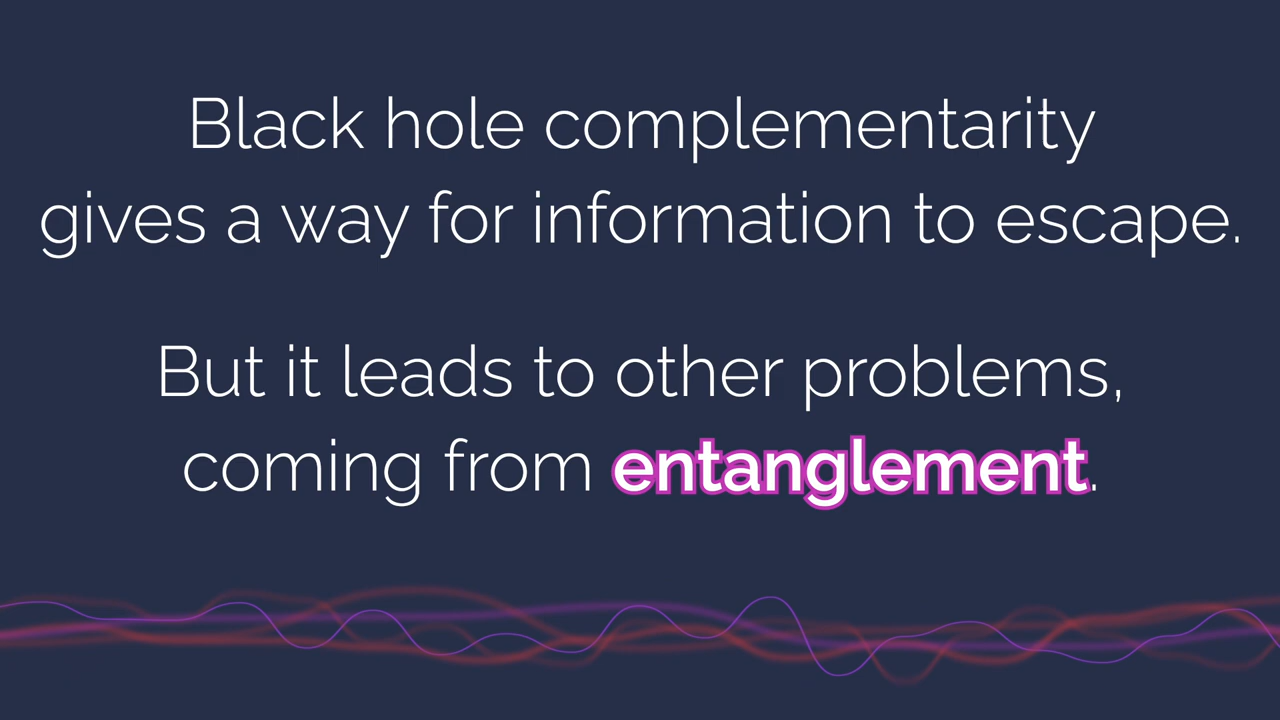 Black hole complementarity
gives a way for information to escape.
But it leads to other problems,
coming from entanglement.